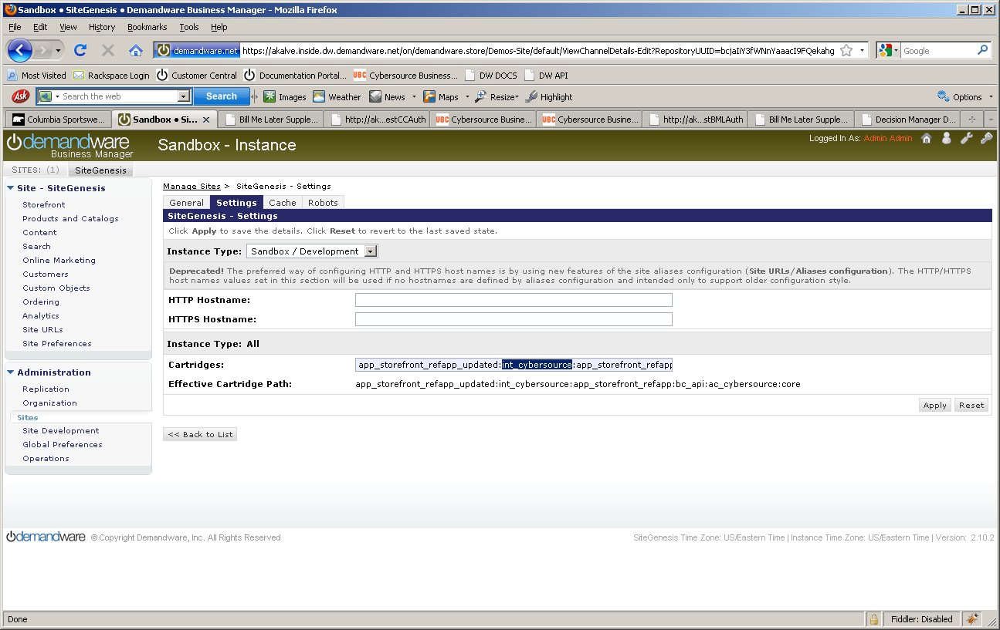 Sandbox • SiteGenesis • Demandware Business Manager - Mozilla Firefox
File Edit View History Bookmarks Tools Help
demandware.net https://akalve.inside.dw.demandware.net/on/demandware.store/Demos-Site/default/ViewChannelDetails-Edit?RepositoryUUID=bcjaIiY3fWNnYaaacI9FQekahg Google
Most Visited Rackspace Login Customer Central Documentation Portal... UBC Cybersource Business... DW DOCS DW API
Ask Search the web Search Images Weather News Maps Resize Highlight Options
Columbia Sportswe... Sandbox • Si... Bill Me Later Supple... http://ak...estCCAuth UBC Cybersource Busine... UBC Cybersource Busine... http://ak...stBMLAuth Bill Me Later Supple... Decision Manager D...
demandware Business Manager Sandbox - Instance Logged In As: Admin Admin
SITES: (1) SiteGenesis
Site - SiteGenesis
Storefront
Products and Catalogs
Content
Search
Online Marketing
Customers
Custom Objects
Ordering
Analytics
Site URLs
Site Preferences
Administration
Replication
Organization
Sites
Site Development
Global Preferences
Operations
Manage Sites > SiteGenesis - Settings
General Settings Cache Robots
SiteGenesis - Settings
Click Apply to save the details. Click Reset to revert to the last saved state.
Instance Type: Sandbox / Development
Deprecated! The preferred way of configuring HTTP and HTTPS host names is by using new features of the site aliases configuration (Site URLs/Aliases configuration). The HTTP/HTTPS
host names values set in this section will be used if no hostnames are defined by aliases configuration and intended only to support older configuration style.
HTTP Hostname:
HTTPS Hostname:
Instance Type: All
Cartridges: app_storefront_refapp_updated:int_cybersource:app_storefront_refapp
Effective Cartridge Path: app_storefront_refapp_updated:int_cybersource:app_storefront_refapp:bc_api:ac_cybersource:core
Apply Reset
<< Back to List
demandware © Copyright Demandware, Inc. All Rights Reserved SiteGenesis Time Zone: US/Eastern Time | Instance Time Zone: US/Eastern Time | Version: 2.10.2
Done Fiddler: Disabled